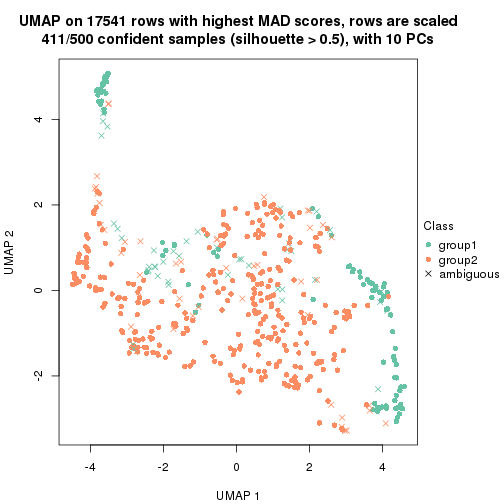 UMAP on 17541 rows with highest MAD scores, rows are scaled
411/500 confident samples (silhouette > 0.5), with 10 PCs
4
2
0
-2
UMAP 2
-4
-2
0
2
4
UMAP 1
Class
group1
group2
ambiguous